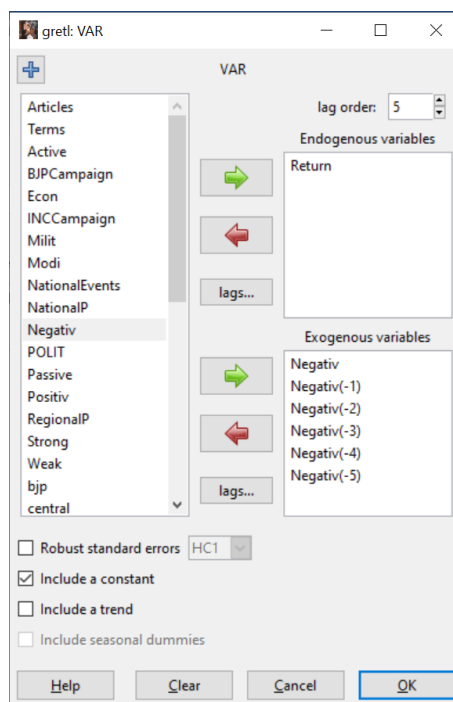 gretl: VAR
VAR
lag order: 5
Articles
Terms
Active
BJPCampaign
Econ
INCCampaign
Milit
Modi
NationalEvents
NationalP
Negativ
POLIT
Passive
Positiv
RegionalP
Strong
Weak
bjp
central
Endogenous variables
Return
lags...
Exogenous variables
Negativ
Negativ(-1)
Negativ(-2)
Negativ(-3)
Negativ(-4)
Negativ(-5)
lags...
Robust standard errors HC1
Include a constant
Include a trend
Include seasonal dummies
Help Clear Cancel OK